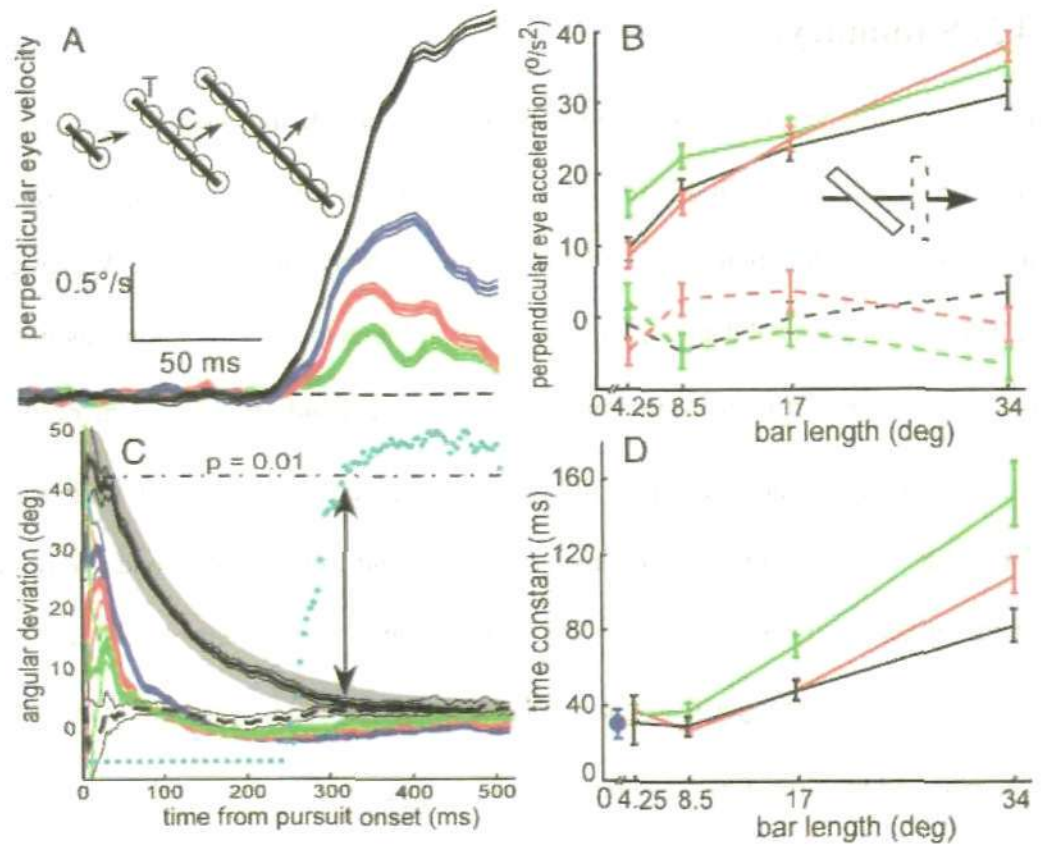 A
T
C
perpendicular eye velocity
0.5°/s
50 ms
B
perpendicular eye acceleration (°/s²)
40
30
20
10
0
0 4.25 8.5 17 34
bar length (deg)
C
p = 0.01
angular deviation (deg)
50
40
30
20
10
0
0 100 200 300 400 500
time from pursuit onset (ms)
D
time constant (ms)
160
120
80
40
0
0 4.25 8.5 17 34
bar length (deg)